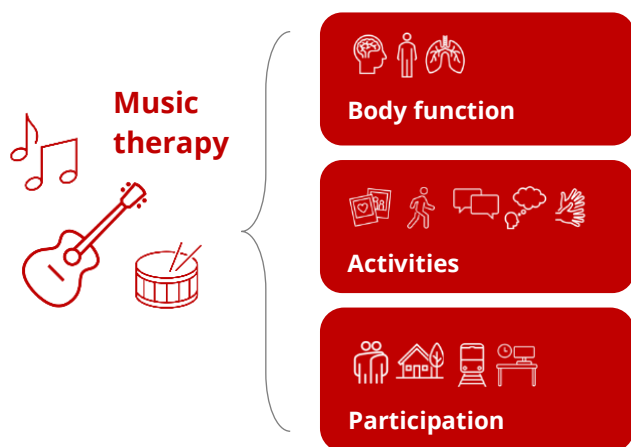 Music
therapy
Body function
Activities
Participation